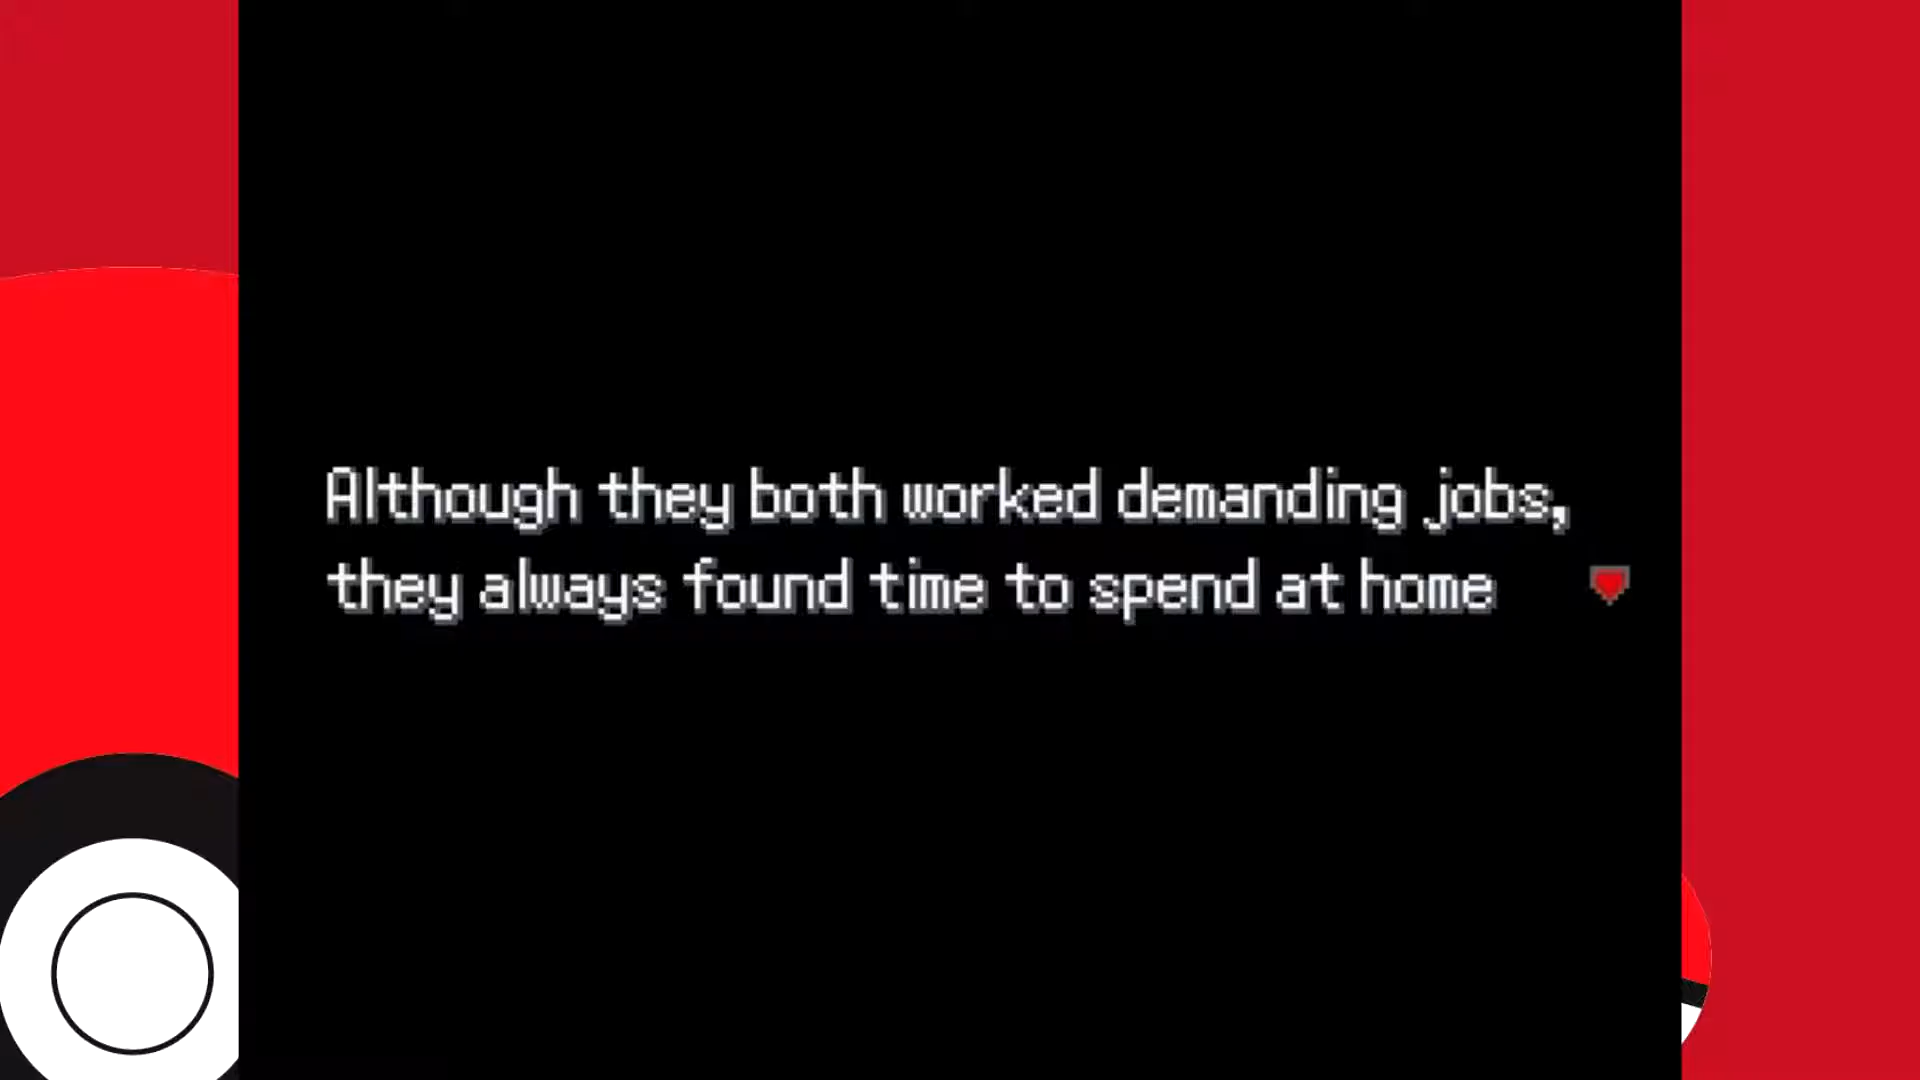 Although they both worked demanding jobs,
they always found time to spend at home